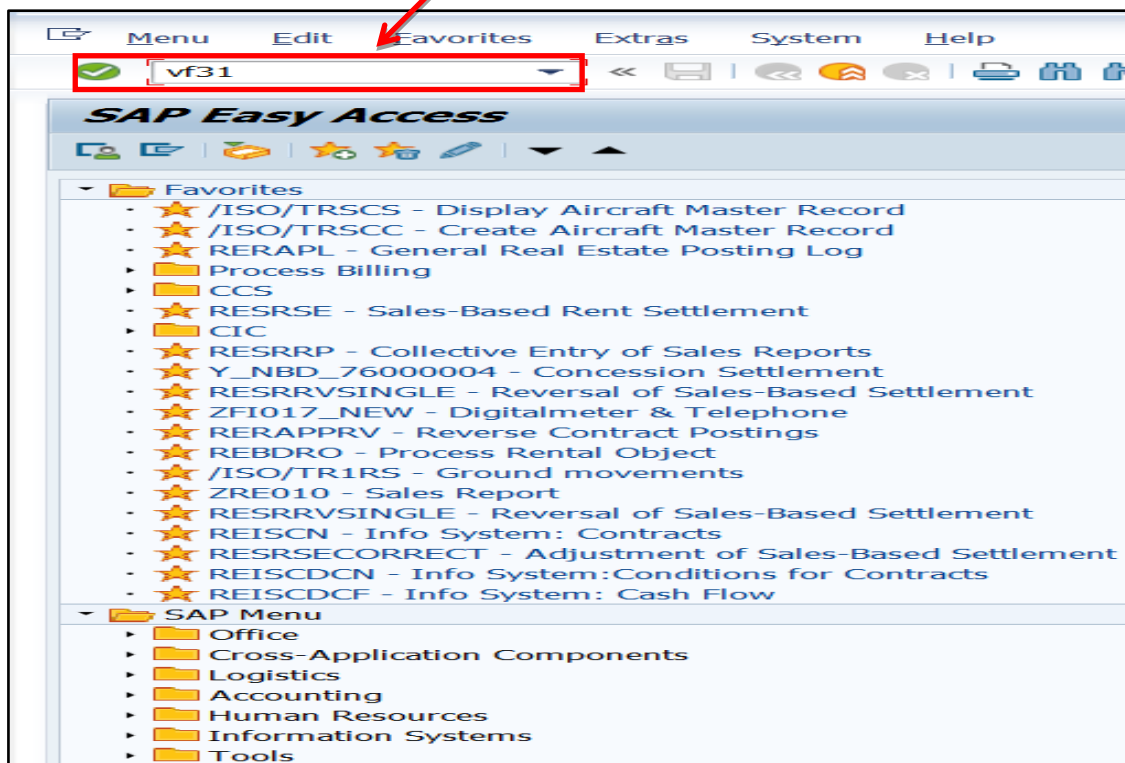 Menu Edit Favorites Extras System Help
vf31
SAP Easy Access
Favorites
/ISO/TRSCS - Display Aircraft Master Record
/ISO/TRSCC - Create Aircraft Master Record
RERAPL - General Real Estate Posting Log
Process Billing
CCS
RESRSE - Sales-Based Rent Settlement
CIC
RESRRP - Collective Entry of Sales Reports
Y_NBD_76000004 - Concession Settlement
RESRRVSINGLE - Reversal of Sales-Based Settlement
ZFI017_NEW - Digitalmeter & Telephone
RERAPPRV - Reverse Contract Postings
REBDRO - Process Rental Object
/ISO/TR1RS - Ground movements
ZRE010 - Sales Report
RESRRVSINGLE - Reversal of Sales-Based Settlement
REISCN - Info System: Contracts
RESRSECORRECT - Adjustment of Sales-Based Settlement
REISCDCN - Info System:Conditions for Contracts
REISCDCF - Info System: Cash Flow
SAP Menu
Office
Cross-Application Components
Logistics
Accounting
Human Resources
Information Systems
Tools